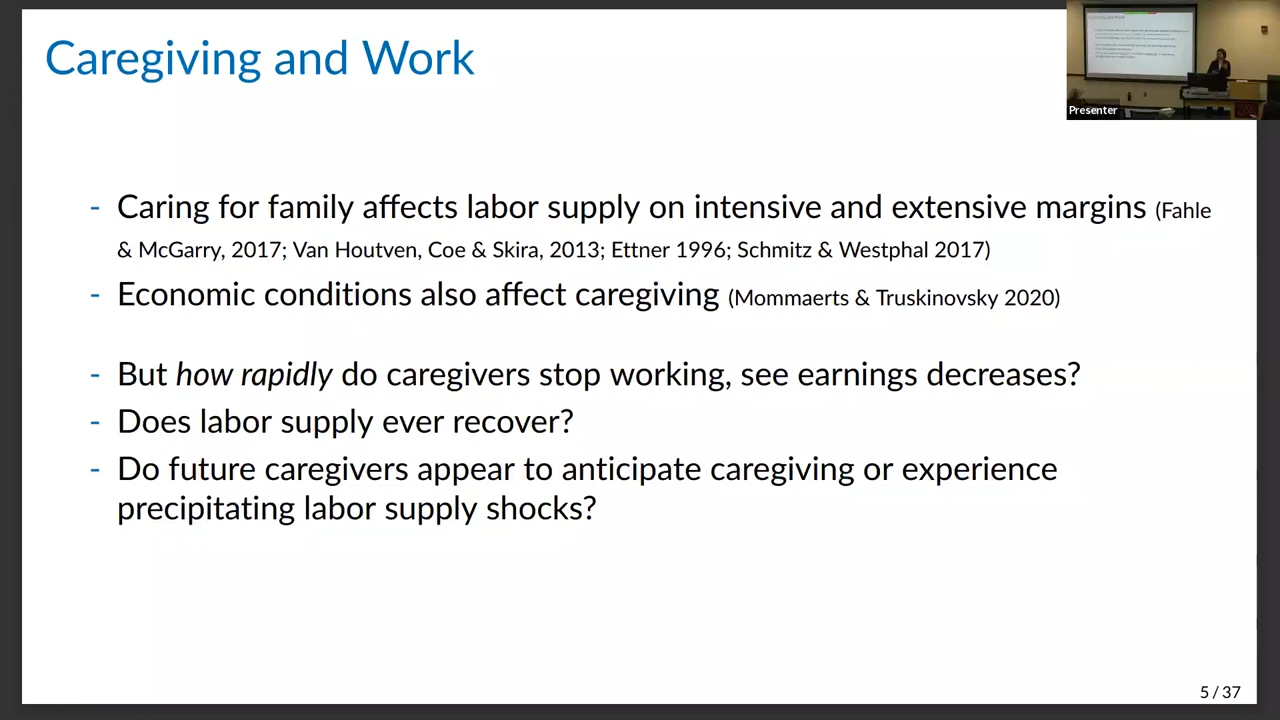 Caregiving and Work
Presenter
- Caring for family affects labor supply on intensive and extensive margins (Fahle
& McGarry, 2017; Van Houtven, Coe & Skira, 2013; Ettner 1996; Schmitz & Westphal 2017)
- Economic conditions also affect caregiving (Mommaerts & Truskinovsky 2020)
- But how rapidly do caregivers stop working, see earnings decreases?
- Does labor supply ever recover?
- Do future caregivers appear to anticipate caregiving or experience
precipitating labor supply shocks?
5 / 37